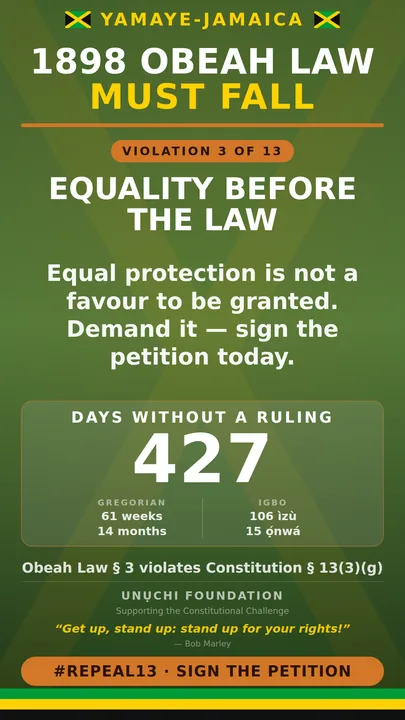 YAMAYE-JAMAICA
1898 OBEAH LAW
MUST FALL
VIOLATION 3 OF 13
EQUALITY BEFORE
THE LAW
Equal protection is not a
favour to be granted.
Demand it — sign the
petition today.
DAYS WITHOUT A RULING
427
GREGORIAN
61 weeks
14 months
IGBO
106 ìzù
15 ọ́nwá
Obeah Law § 3 violates Constitution § 13(3)(g)
UNỤCHI FOUNDATION
Supporting the Constitutional Challenge
“Get up, stand up: stand up for your rights!”
— Bob Marley
#REPEAL13 · SIGN THE PETITION